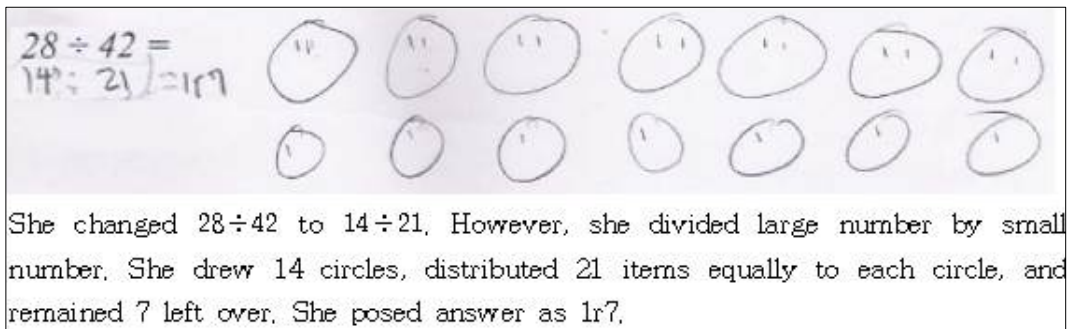 28 ÷ 42 =
14 ÷ 21 = 1r7
She changed 28÷42 to 14÷21. However, she divided large number by small
number. She drew 14 circles, distributed 21 items equally to each circle, and
remained 7 left over. She posed answer as 1r7.